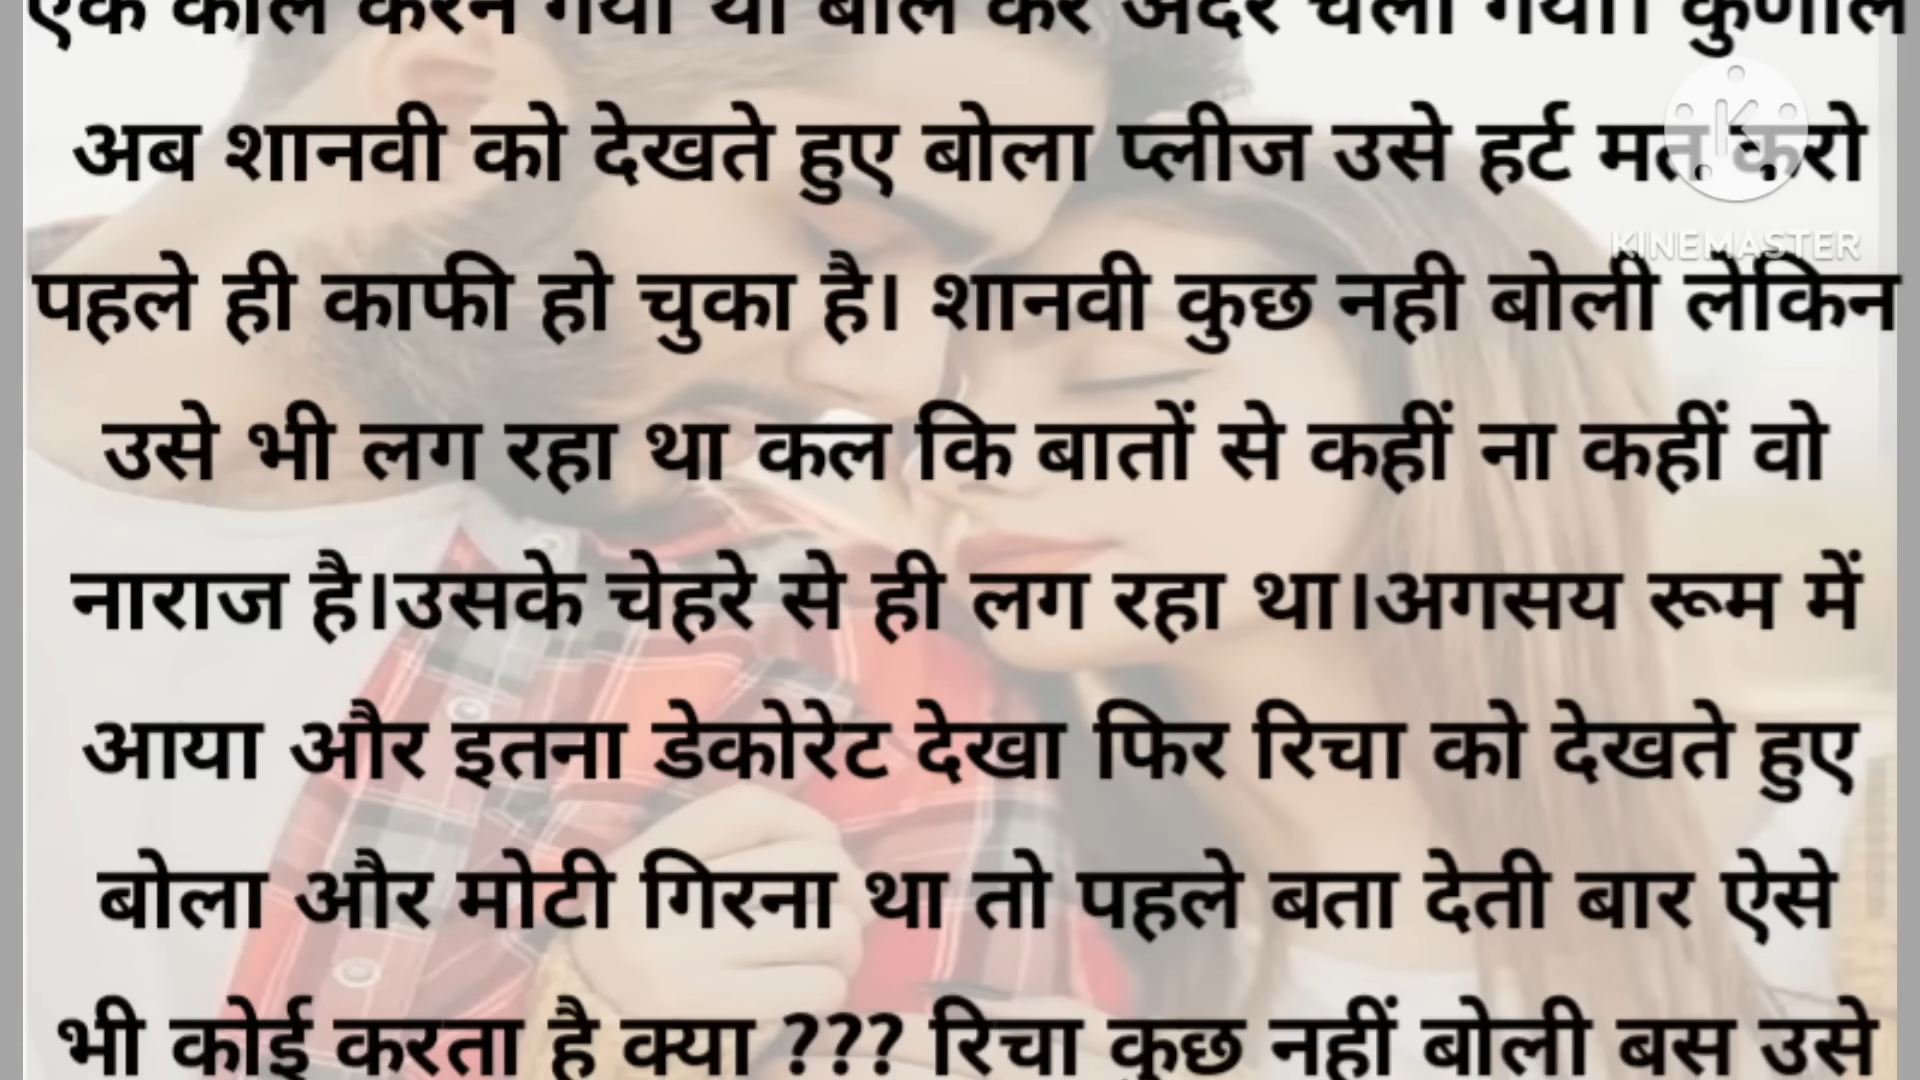 एक कॉल करने गया था बोल कर अंदर चला गया। कुणाल
अब शानवी को देखते हुए बोला प्लीज उसे हर्ट मत करो
पहले ही काफी हो चुका है। शानवी कुछ नही बोली लेकिन
उसे भी लग रहा था कल कि बातों से कहीं ना कहीं वो
नाराज है।उसके चेहरे से ही लग रहा था।अगसय रूम में
आया और इतना डेकोरेट देखा फिर रिचा को देखते हुए
बोला और मोटी गिरना था तो पहले बता देती बार ऐसे
भी कोई करता है क्या ??? रिचा कुछ नहीं बोली बस उसे
KINEMASTER